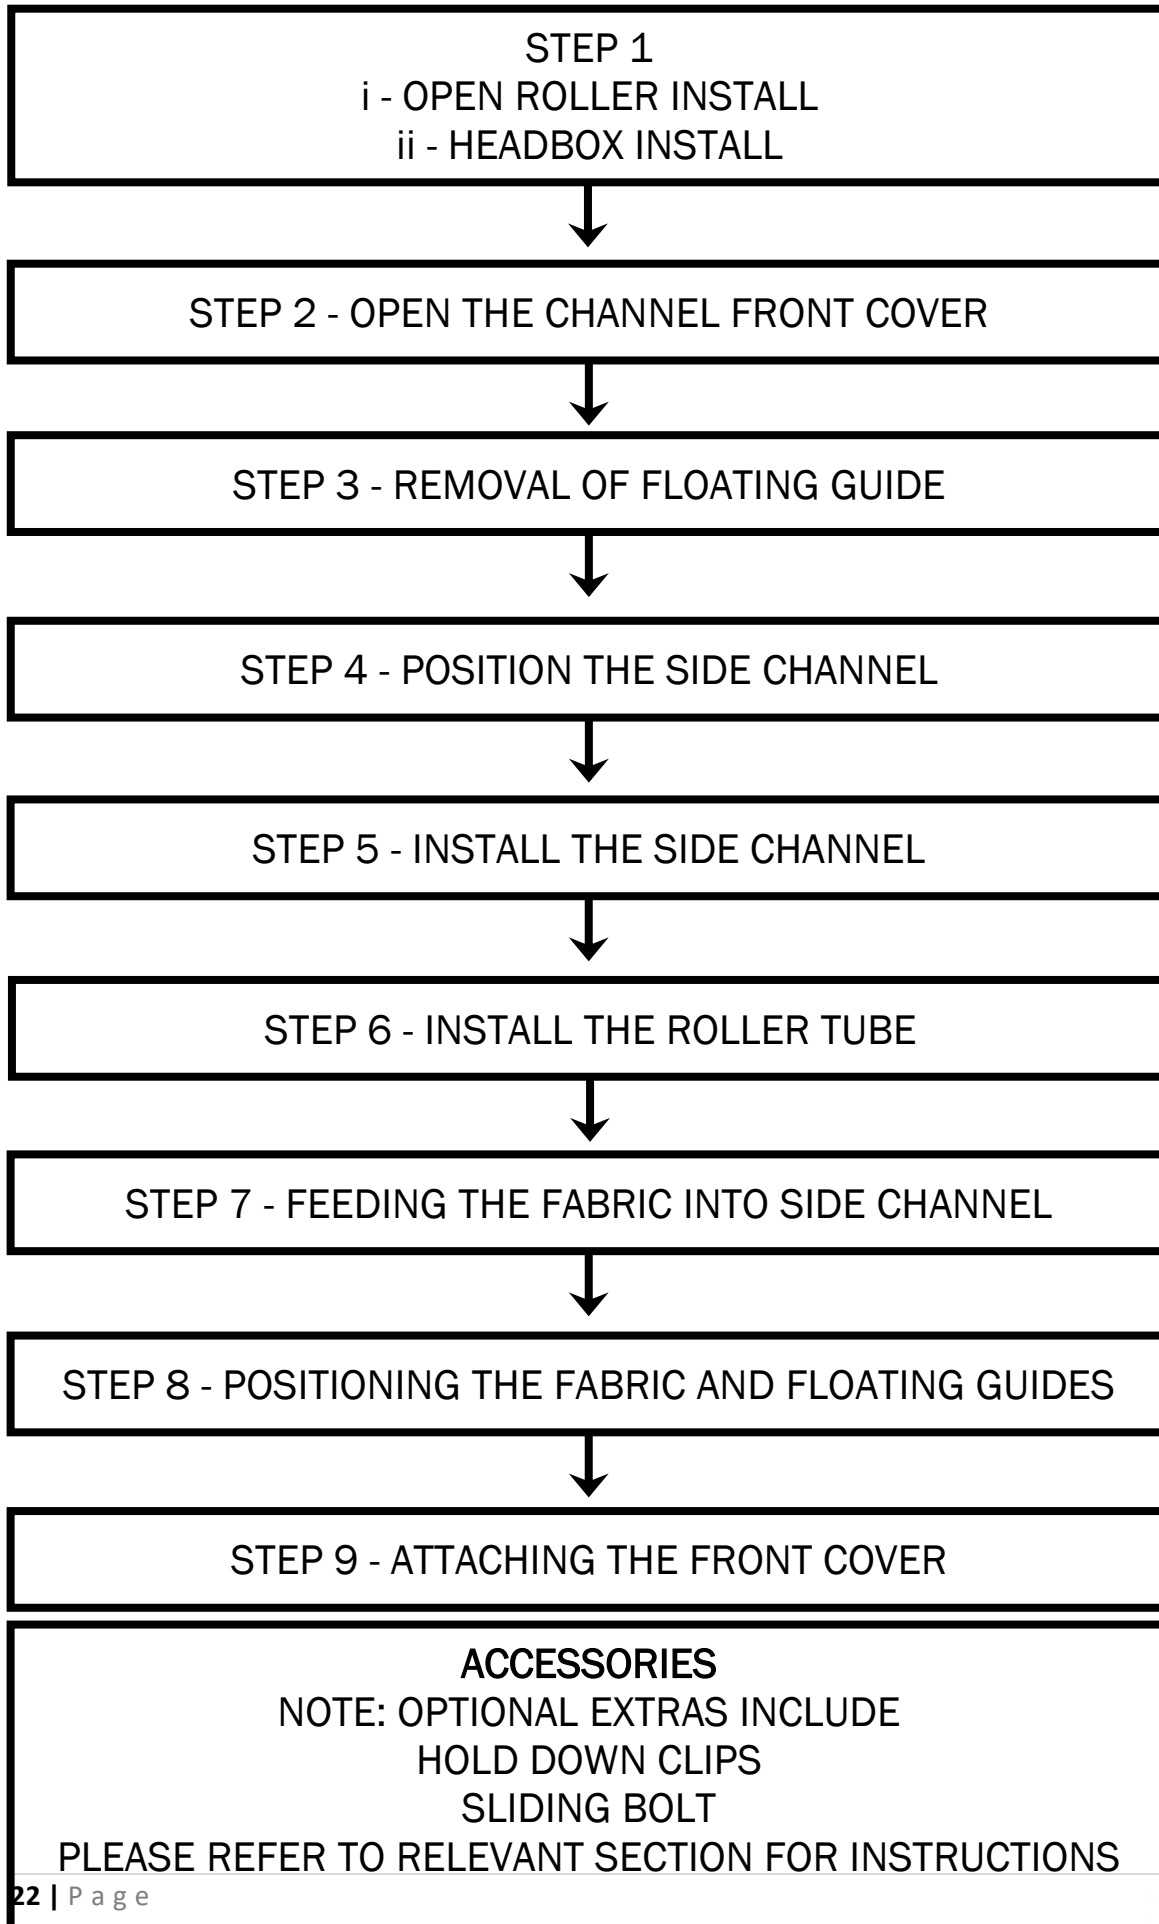 STEP 1
i - OPEN ROLLER INSTALL
ii - HEADBOX INSTALL
STEP 2 - OPEN THE CHANNEL FRONT COVER
STEP 3 - REMOVAL OF FLOATING GUIDE
STEP 4 - POSITION THE SIDE CHANNEL
STEP 5 - INSTALL THE SIDE CHANNEL
STEP 6 - INSTALL THE ROLLER TUBE
STEP 7 - FEEDING THE FABRIC INTO SIDE CHANNEL
STEP 8 - POSITIONING THE FABRIC AND FLOATING GUIDES
STEP 9 - ATTACHING THE FRONT COVER
ACCESSORIES
NOTE: OPTIONAL EXTRAS INCLUDE
HOLD DOWN CLIPS
SLIDING BOLT
PLEASE REFER TO RELEVANT SECTION FOR INSTRUCTIONS
22 | Page